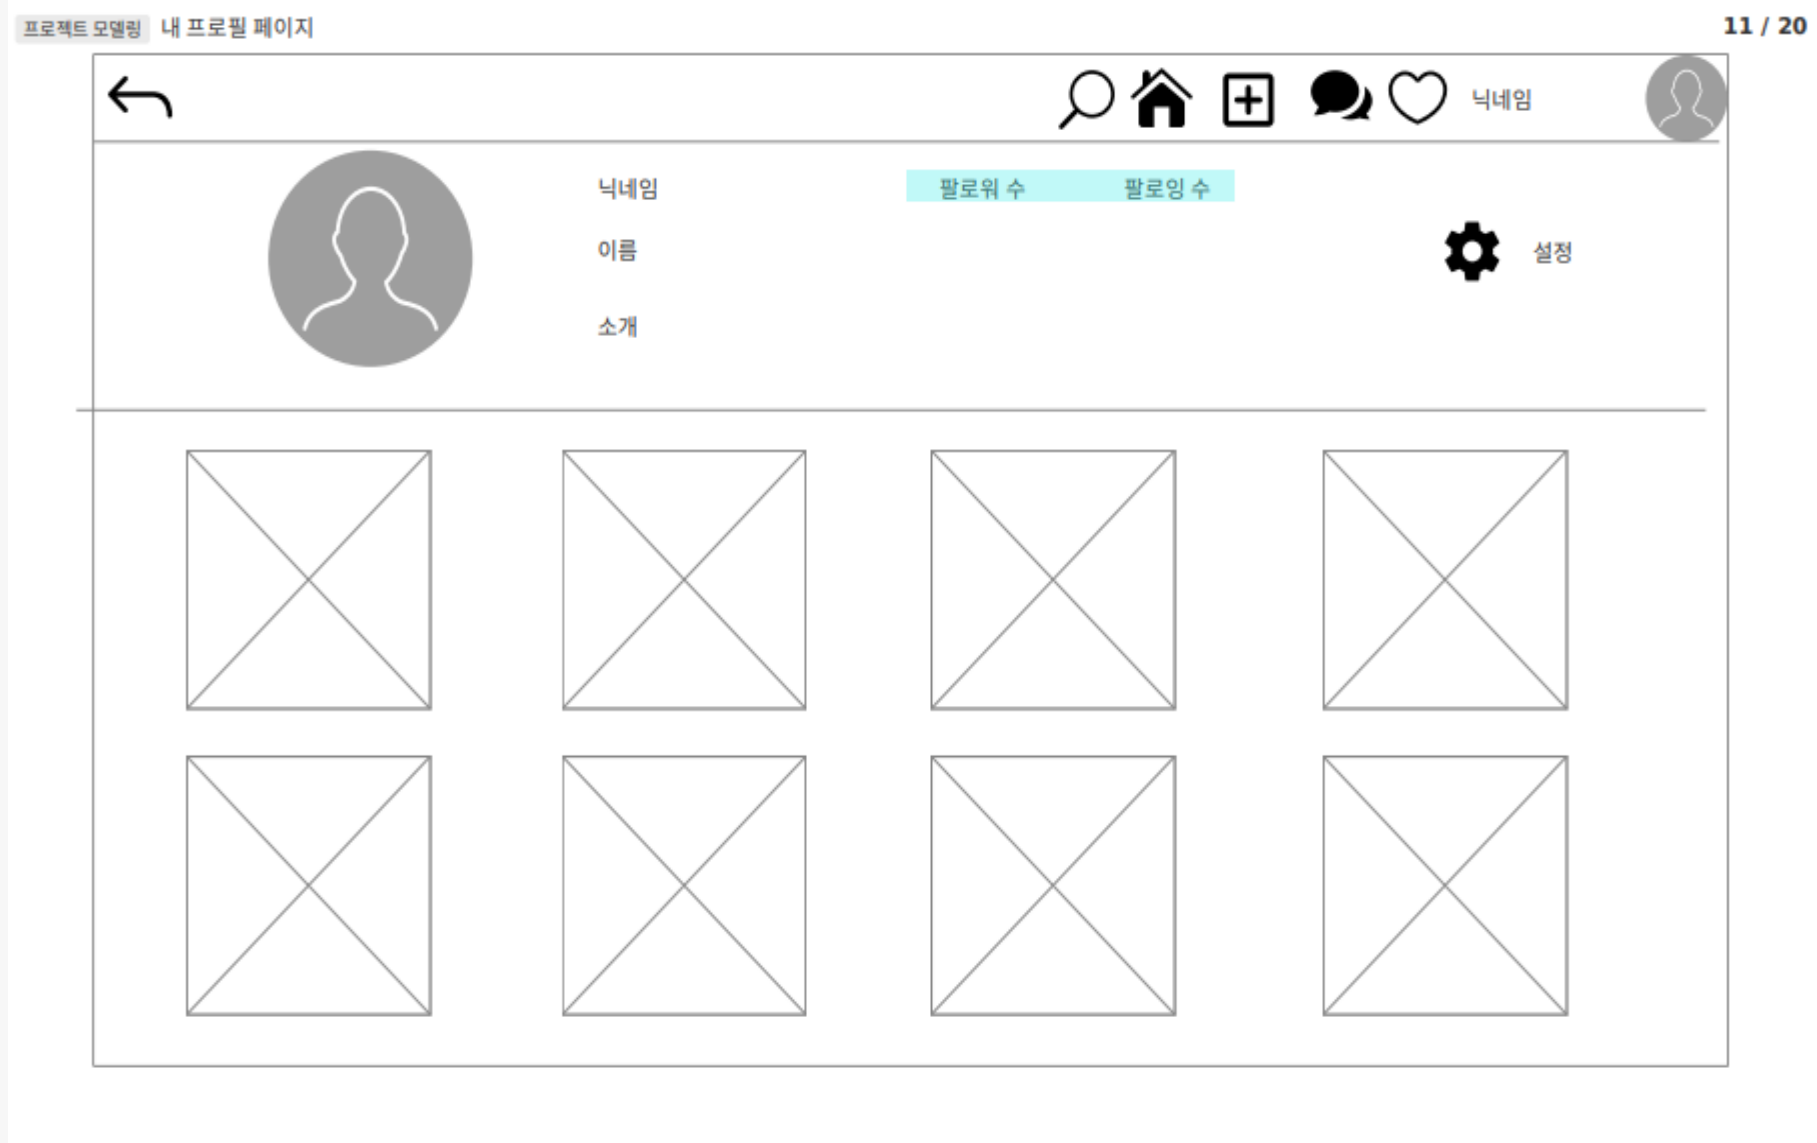 프로젝트 모델링 내 프로필 페이지 11 / 20
닉네임
닉네임 팔로워 수 팔로잉 수
이름
설정
소개